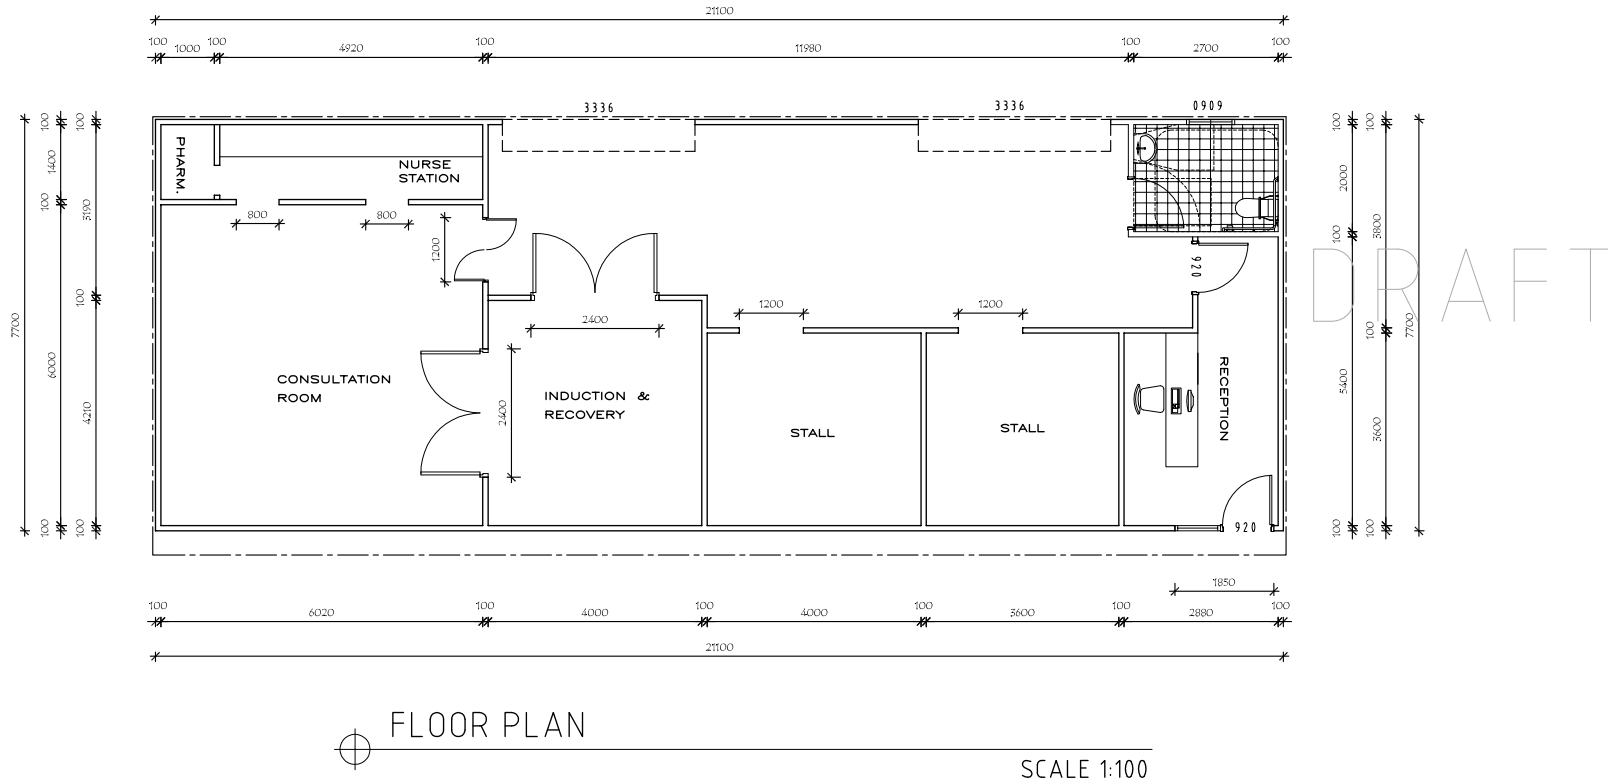 21100
100 1000 100 4920 100 11980 100 2700 100
3336 3336 0909
PHARM.
NURSE
STATION
800 800
1200
2400
1200 1200
920
CONSULTATION
ROOM
INDUCTION &
RECOVERY
2400
STALL
STALL
RECEPTION
920
7700
100 1400 100 6000 100
100 3190 100 4210 100
100 2000 100 5400 100
100 3800 100 3600 100
7700
DRAFT
1850
100 6020 100 4000 100 4000 100 3600 100 2880 100
21100
FLOOR PLAN
SCALE 1:100